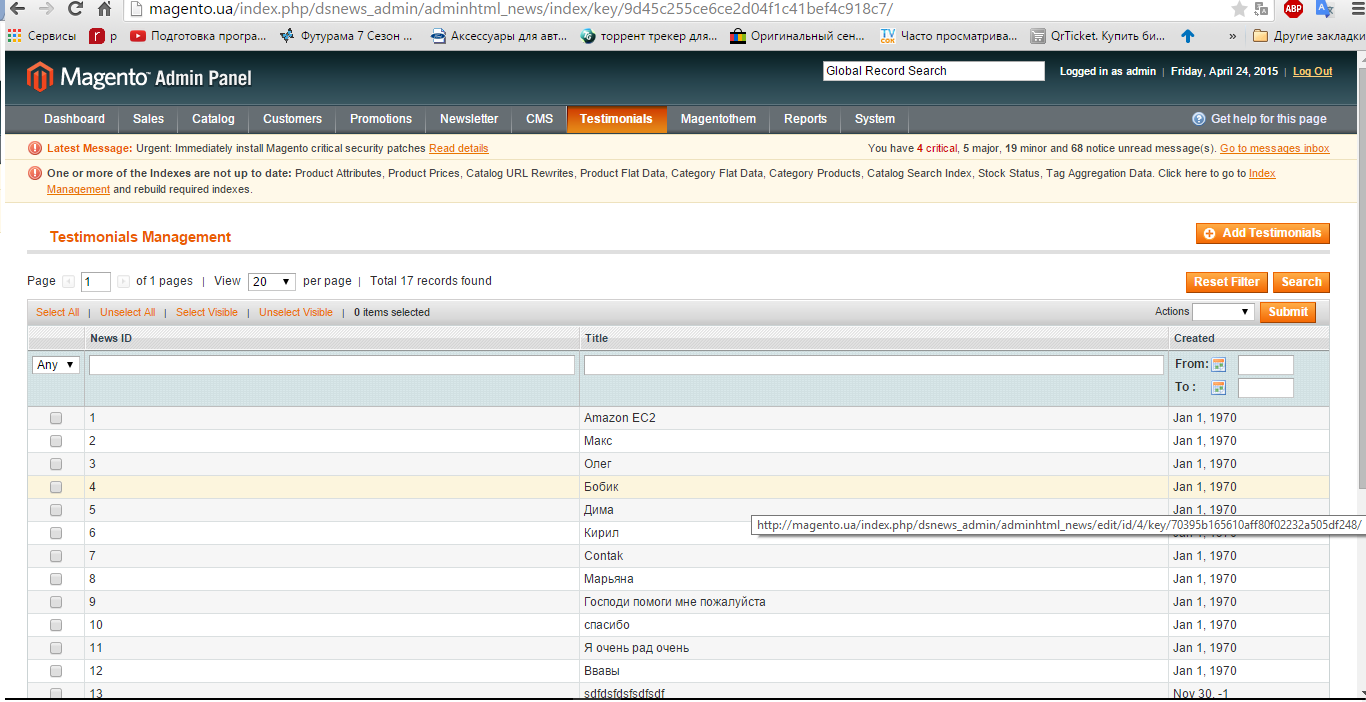 magento.ua/index.php/dsnews_admin/adminhtml_news/index/key/9d45c255ce6ce2d04f1c41bef4c918c7/ ABP
Сервисы r р Подготовка програ... Футурама 7 Сезон ... Аксессуары для авт... торрент трекер для... Оригинальный сен... TV COX Часто просматрива... QrTicket. Купить би... » Другие закладки
Magento Admin Panel Global Record Search Logged in as admin | Friday, April 24, 2015 | Log Out
Dashboard Sales Catalog Customers Promotions Newsletter CMS Testimonials Magentothem Reports System Get help for this page
Latest Message: Urgent: Immediately install Magento critical security patches Read details You have 4 critical, 5 major, 19 minor and 68 notice unread message(s). Go to messages inbox
One or more of the Indexes are not up to date: Product Attributes, Product Prices, Catalog URL Rewrites, Product Flat Data, Category Flat Data, Category Products, Catalog Search Index, Stock Status, Tag Aggregation Data. Click here to go to Index
Management and rebuild required indexes.
Testimonials Management Add Testimonials
Page 1 of 1 pages | View 20 per page | Total 17 records found Reset Filter Search
Select All | Unselect All | Select Visible | Unselect Visible | 0 items selected Actions Submit
News ID Title Created
Any From:
To :
1 Amazon EC2 Jan 1, 1970
2 Макс Jan 1, 1970
3 Олег Jan 1, 1970
4 Бобик Jan 1, 1970
5 Дима Jan 1, 1970
http://magento.ua/index.php/dsnews_admin/adminhtml_news/edit/id/4/key/70395b165610aff80f02232a505df248/
6 Кирил Jan 1, 1970
7 Contak Jan 1, 1970
8 Марьяна Jan 1, 1970
9 Господи помоги мне пожалуйста Jan 1, 1970
10 спасибо Jan 1, 1970
11 Я очень рад очень Jan 1, 1970
12 Ввавы Jan 1, 1970
13 sdfdsfdsfsdfsdf Nov 30, -1